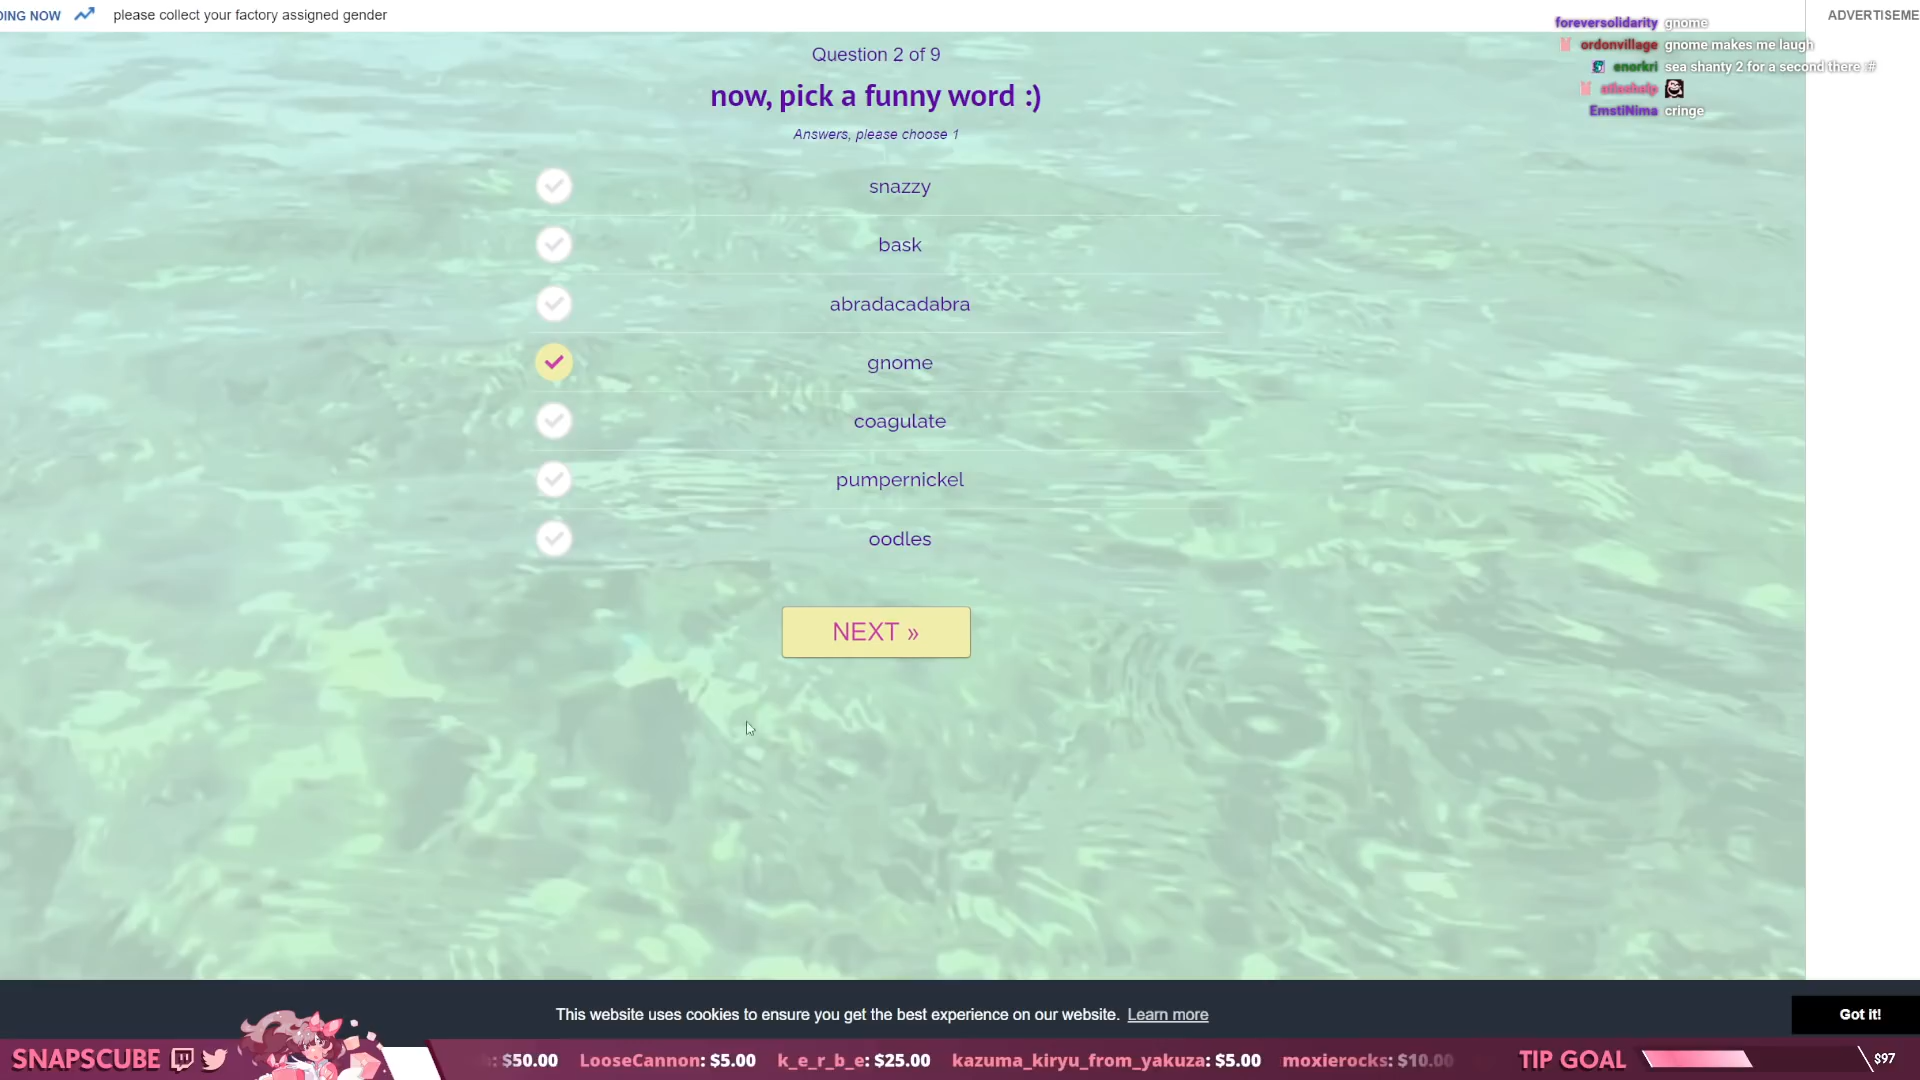 DING NOW please collect your factory assigned gender
ADVERTISEME
Question 2 of 9
now, pick a funny word :)
Answers, please choose 1
snazzy
bask
abradacadabra
gnome
coagulate
pumpernickel
oodles
NEXT »
foreversolidarity gnome
ordonvillage gnome makes me laugh
enorkri sea shanty 2 for a second there :#
EmstiNima cringe
This website uses cookies to ensure you get the best experience on our website. Learn more
Got it!
SNAPSCUBE
: $50.00 LooseCannon: $5.00 k_e_r_b_e: $25.00 kazuma_kiryu_from_yakuza: $5.00 moxierocks: $10.00
TIP GOAL
$97